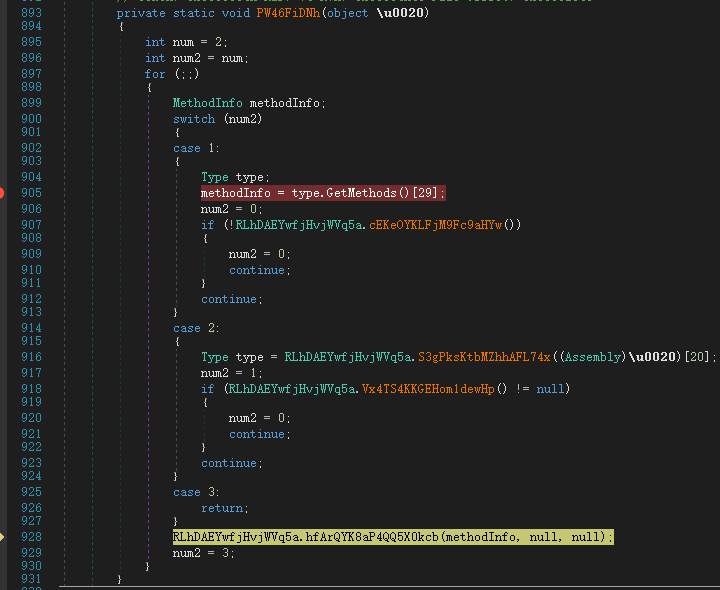 893 private static void PW46FiDNh(object \u0020)
894 {
895 int num = 2;
896 int num2 = num;
897 for (;;)
898 {
899 MethodInfo methodInfo;
900 switch (num2)
901 {
902 case 1:
903 {
904 Type type;
905 methodInfo = type.GetMethods()[29];
906 num2 = 0;
907 if (!RLhDAEYwfjHvjWVq5a.cEKeOYKLFjM9Fc9aHYw())
908 {
909 num2 = 0;
910 continue;
911 }
912 continue;
913 }
914 case 2:
915 {
916 Type type = RLhDAEYwfjHvjWVq5a.S3gPksKtbMZhhAFL74x((Assembly)\u0020)[20];
917 num2 = 1;
918 if (RLhDAEYwfjHvjWVq5a.Vx4TS4KKGEHom1dewHp() != null)
919 {
920 num2 = 0;
921 continue;
922 }
923 continue;
924 }
925 case 3:
926 return;
927 }
928 RLhDAEYwfjHvjWVq5a.hfArQYK8aP4QQ5X0kcb(methodInfo, null, null);
929 num2 = 3;
930 }
931 }